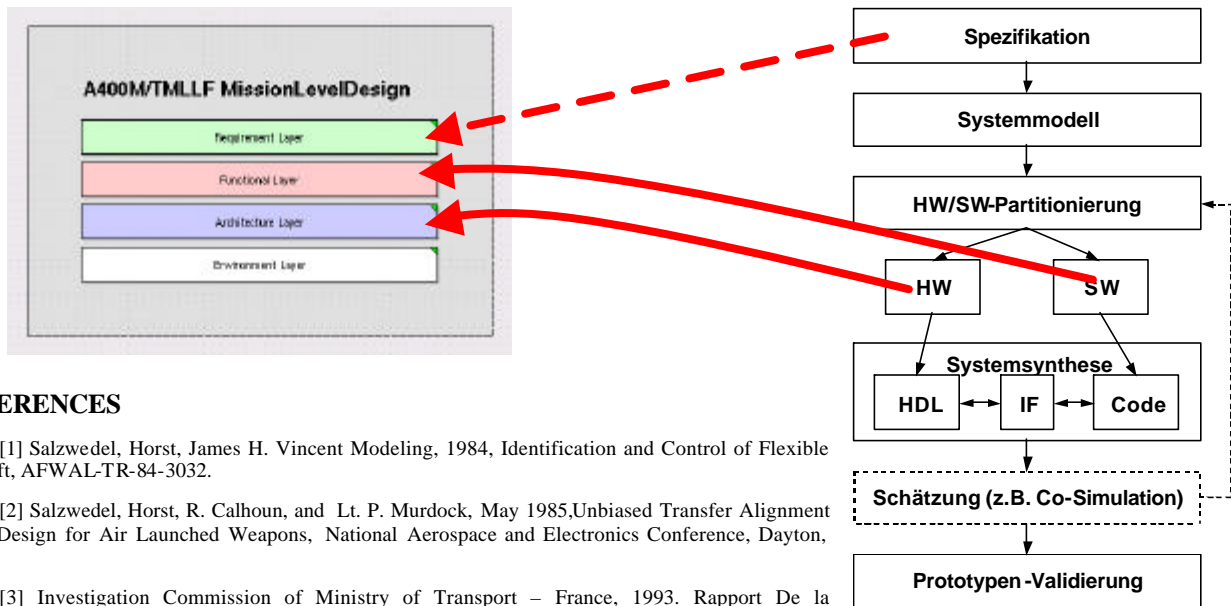 A400M/TMLLF MissionLevelDesign
Requirement Layer
Functional Layer
Architecture Layer
Environment Layer
Spezifikation
Systemmodell
HW/SW-Partitionierung
HW
SW
Systemsynthese
HDL
IF
Code
Schätzung (z.B. Co-Simulation)
Prototypen-Validierung
ERENCES
[1] Salzwedel, Horst, James H. Vincent Modeling, 1984, Identification and Control of Flexible
ft, AFWAL-TR-84-3032.
[2] Salzwedel, Horst, R. Calhoun, and Lt. P. Murdock, May 1985,Unbiased Transfer Alignment
Design for Air Launched Weapons, National Aerospace and Electronics Conference, Dayton,
[3] Investigation Commission of Ministry of Transport – France, 1993. Rapport De la